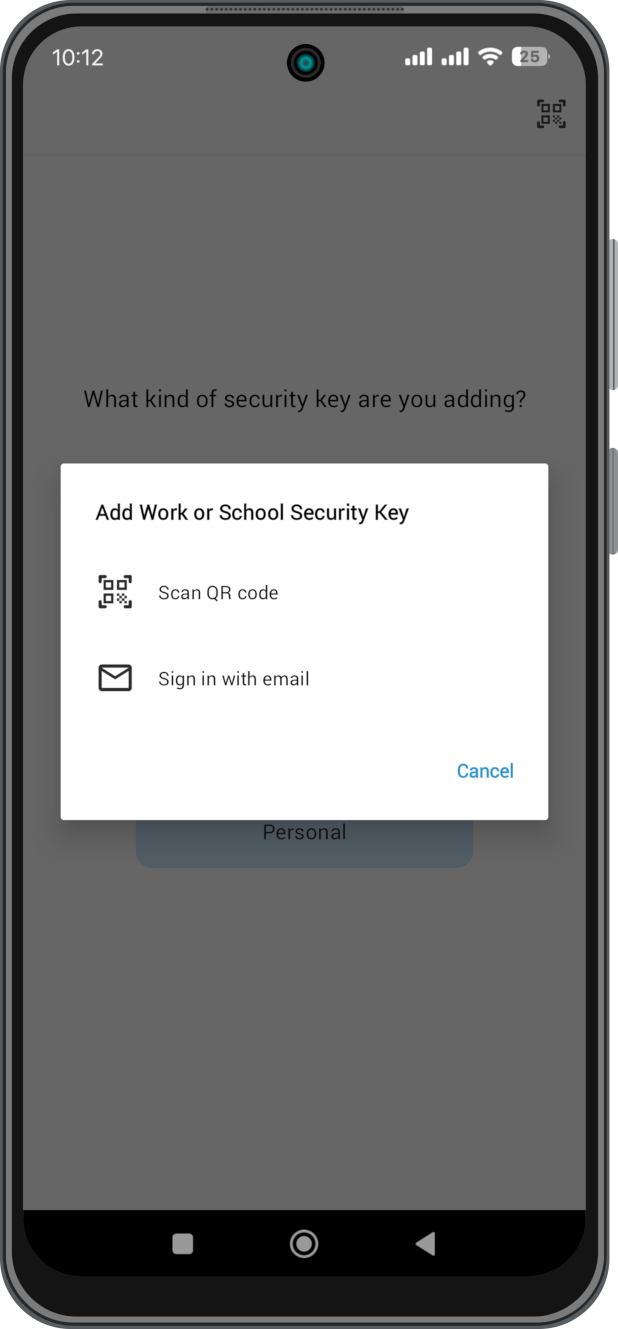 10:12
25
What kind of security key are you adding?
Add Work or School Security Key
Scan QR code
Sign in with email
Cancel
Personal